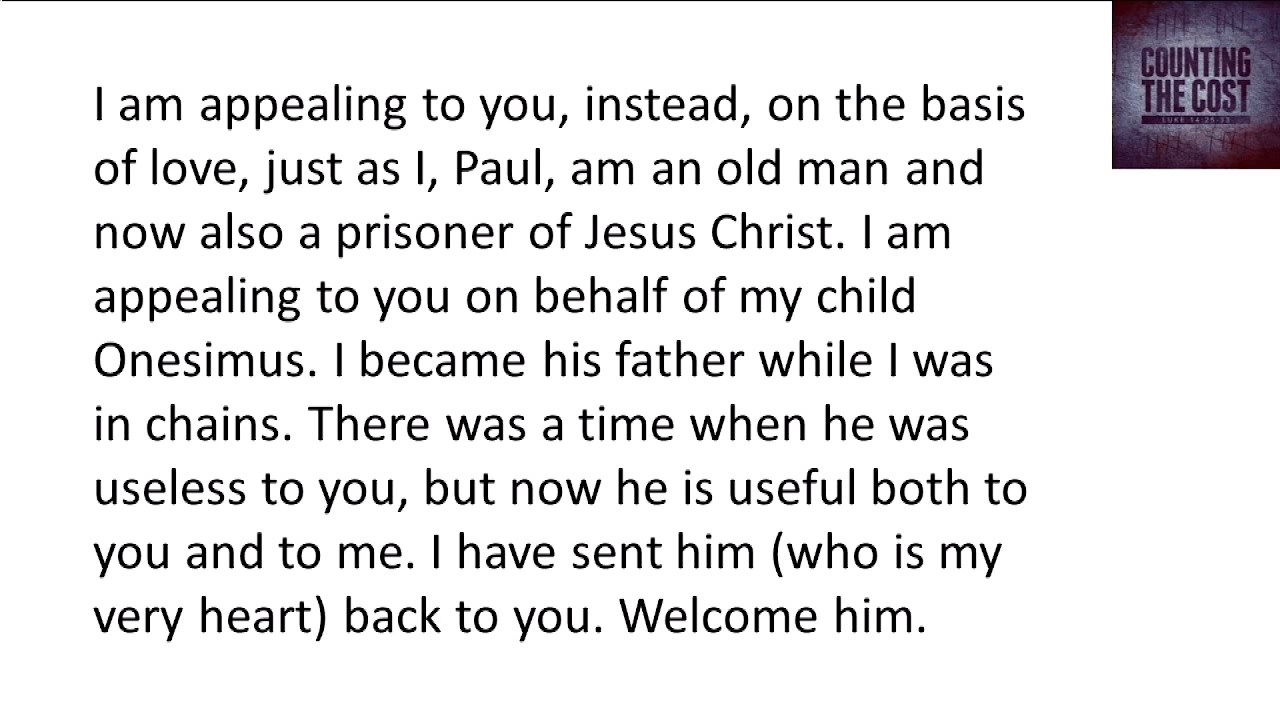 I am appealing to you, instead, on the basis
of love, just as I, Paul, am an old man and
now also a prisoner of Jesus Christ. I am
appealing to you on behalf of my child
Onesimus. I became his father while I was
in chains. There was a time when he was
useless to you, but now he is useful both to
you and to me. I have sent him (who is my
very heart) back to you. Welcome him.
COUNTING
THE COST
LUKE 14:25-33